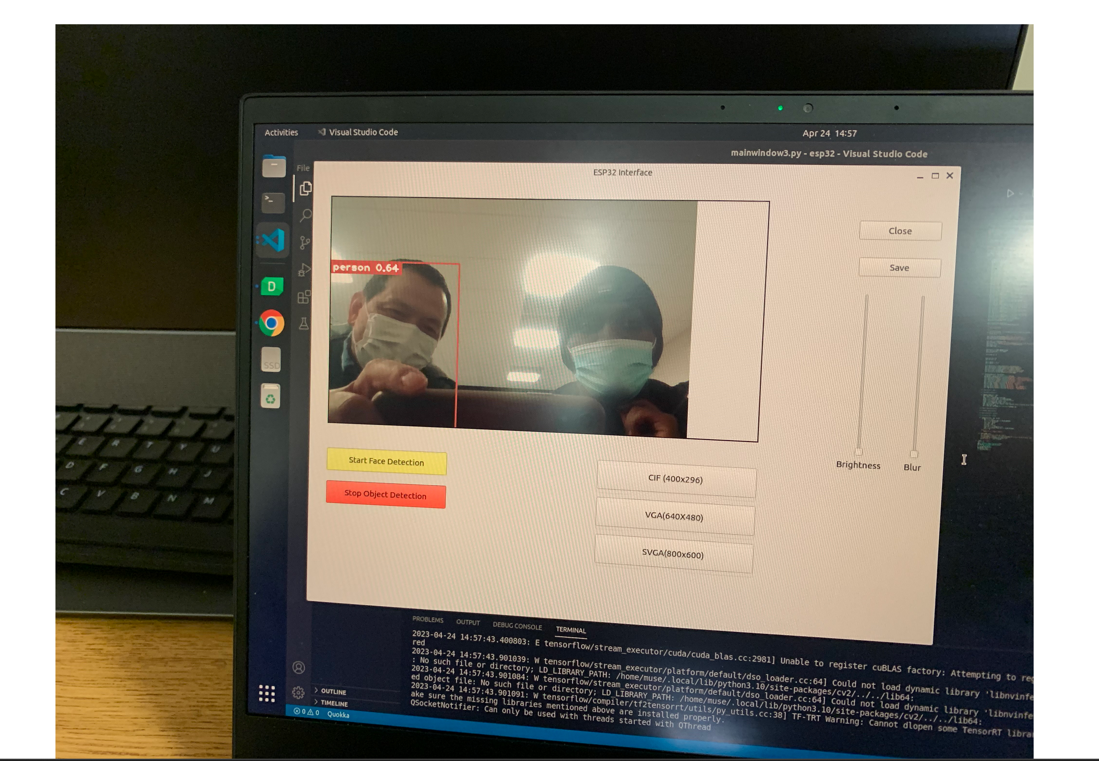 Activities
Visual Studio Code
Apr 24 14:57
mainwindow3.py - esp32 - Visual Studio Code
File
ESP32 Interface
Close
Save
person 0.64
D
SSD
Brightness
Blur
Start Face Detection
Stop Object Detection
CIF (400x296)
VGA(640X480)
SVGA(800x600)
PROBLEMS OUTPUT DEBUG CONSOLE TERMINAL
2023-04-24 14:57:43.400803: E tensorflow/stream_executor/cuda/cuda_blas.cc:2981] Unable to register cuBLAS factory: Attempting to reg
red
2023-04-24 14:57:43.901039: W tensorflow/stream_executor/platform/default/dso_loader.cc:64] Could not load dynamic library 'libnvinfe
: No such file or directory; LD_LIBRARY_PATH: /home/muse/.local/lib/python3.10/site-packages/cv2/../../lib64:
2023-04-24 14:57:43.901084: W tensorflow/stream_executor/platform/default/dso_loader.cc:64] Could not load dynamic library 'libnvinfe
ed object file: No such file or directory; LD_LIBRARY_PATH: /home/muse/.local/lib/python3.10/site-packages/cv2/../../lib64:
2023-04-24 14:57:43.901091: W tensorflow/compiler/tf2tensorrt/utils/py_utils.cc:38] TF-TRT Warning: Cannot dlopen some TensorRT librar
ake sure the missing libraries mentioned above are installed properly.
QSocketNotifier: Can only be used with threads started with QThread
OUTLINE
TIMELINE
0 0 Quokka
E R T Y U
D F G H J
C V B N M